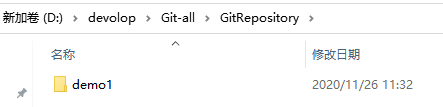 新加卷 (D:) > devolop > Git-all > GitRepository >
名称 修改日期
demo1 2020/11/26 11:32